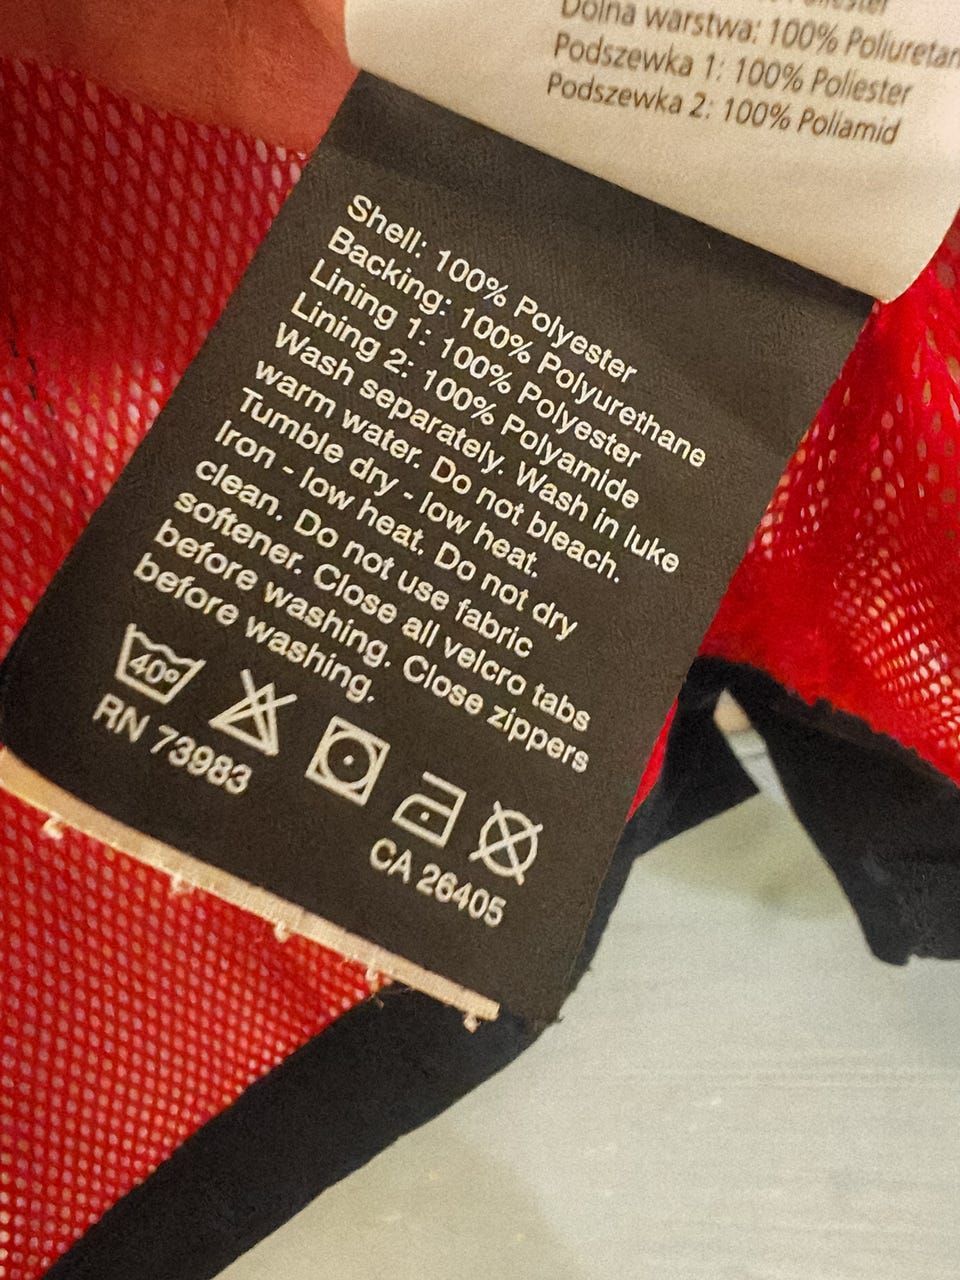 Dolna warstwa: 100% Poliuretan
Podszewka 1: 100% Poliester
Podszewka 2: 100% Poliamid
Shell: 100% Polyester
Backing: 100% Polyurethane
Lining 1: 100% Polyester
Lining 2: 100% Polyamide
Wash separately. Wash in luke
warm water. Do not bleach.
Tumble dry - low heat.
Iron - low heat. Do not dry
clean. Do not use fabric
softener. Close all velcro tabs
before washing. Close zippers
before washing.
40°
RN 73983
CA 26405